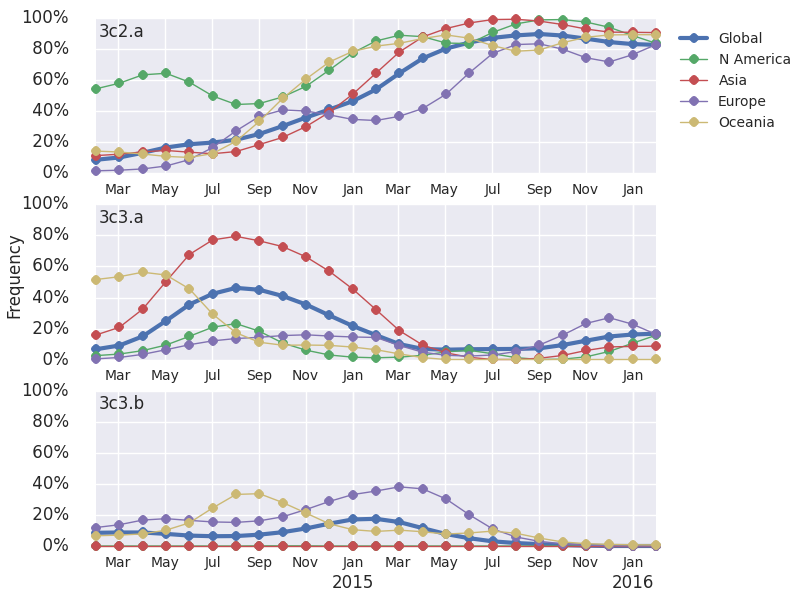 100%
80%
60%
40%
20%
0%
3c2.a
Mar May Jul Sep Nov Jan Mar May Jul Sep Nov Jan
Global
N America
Asia
Europe
Oceania
Frequency
100%
80%
60%
40%
20%
0%
3c3.a
Mar May Jul Sep Nov Jan Mar May Jul Sep Nov Jan
100%
80%
60%
40%
20%
0%
3c3.b
Mar May Jul Sep Nov Jan Mar May Jul Sep Nov Jan
2015 2016